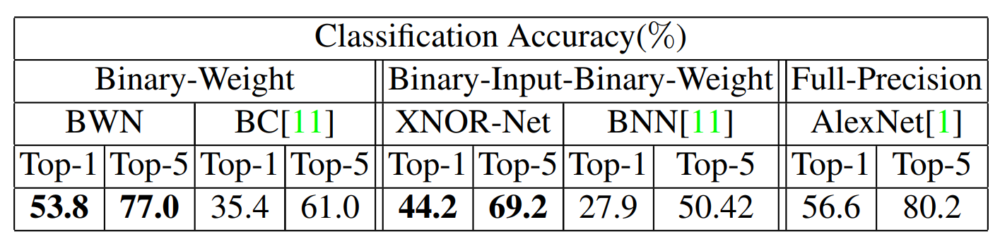 Classification Accuracy(%)
Binary-Weight Binary-Input-Binary-Weight Full-Precision
BWN BC[11] XNOR-Net BNN[11] AlexNet[1]
Top-1 Top-5 Top-1 Top-5 Top-1 Top-5 Top-1 Top-5 Top-1 Top-5
53.8 77.0 35.4 61.0 44.2 69.2 27.9 50.42 56.6 80.2